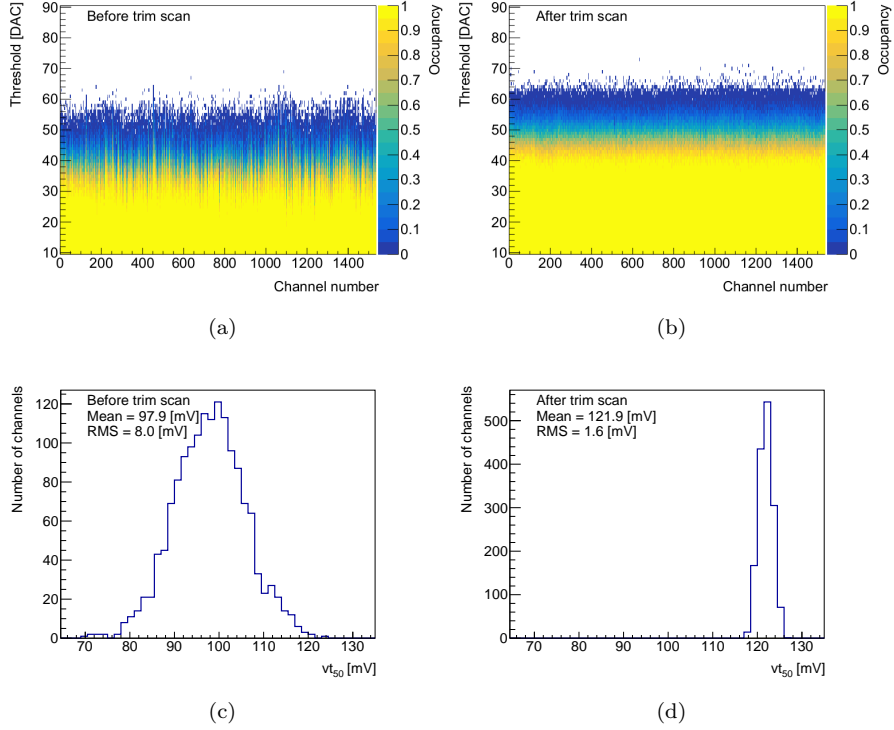 Before trim scan
Threshold [DAC]
90
80
70
60
50
40
30
20
10
0 200 400 600 800 1000 1200 1400
Channel number
1
0.9
0.8
0.7
0.6
0.5
0.4
0.3
0.2
0.1
0
Occupancy
(a)
After trim scan
Threshold [DAC]
90
80
70
60
50
40
30
20
10
0 200 400 600 800 1000 1200 1400
Channel number
1
0.9
0.8
0.7
0.6
0.5
0.4
0.3
0.2
0.1
0
Occupancy
(b)
Before trim scan
Mean = 97.9 [mV]
RMS = 8.0 [mV]
Number of channels
120
100
80
60
40
20
0
70 80 90 100 110 120 130
vt50 [mV]
(c)
After trim scan
Mean = 121.9 [mV]
RMS = 1.6 [mV]
Number of channels
500
400
300
200
100
0
70 80 90 100 110 120 130
vt50 [mV]
(d)